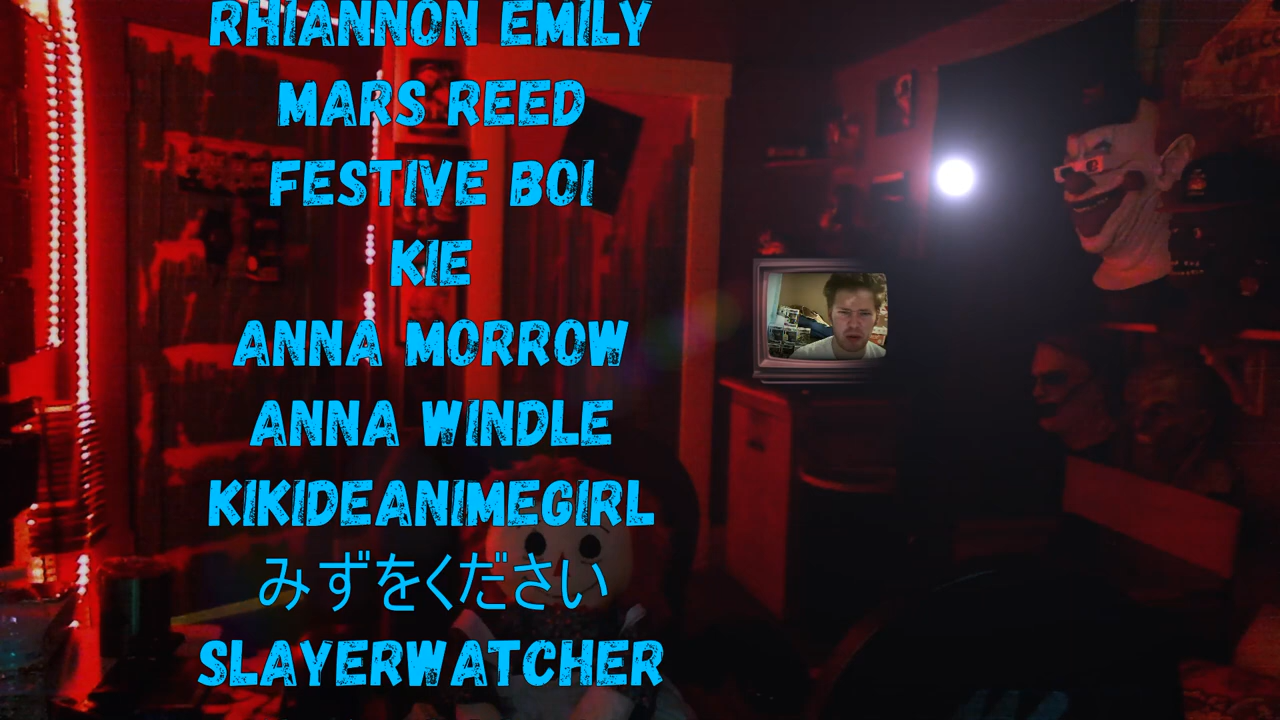 RHIANNON EMILY
MARS REED
FESTIVE BOI
KIE
ANNA MORROW
ANNA WINDLE
KIKIDEANIMEGIRL
みずをください
SLAYERWATCHER